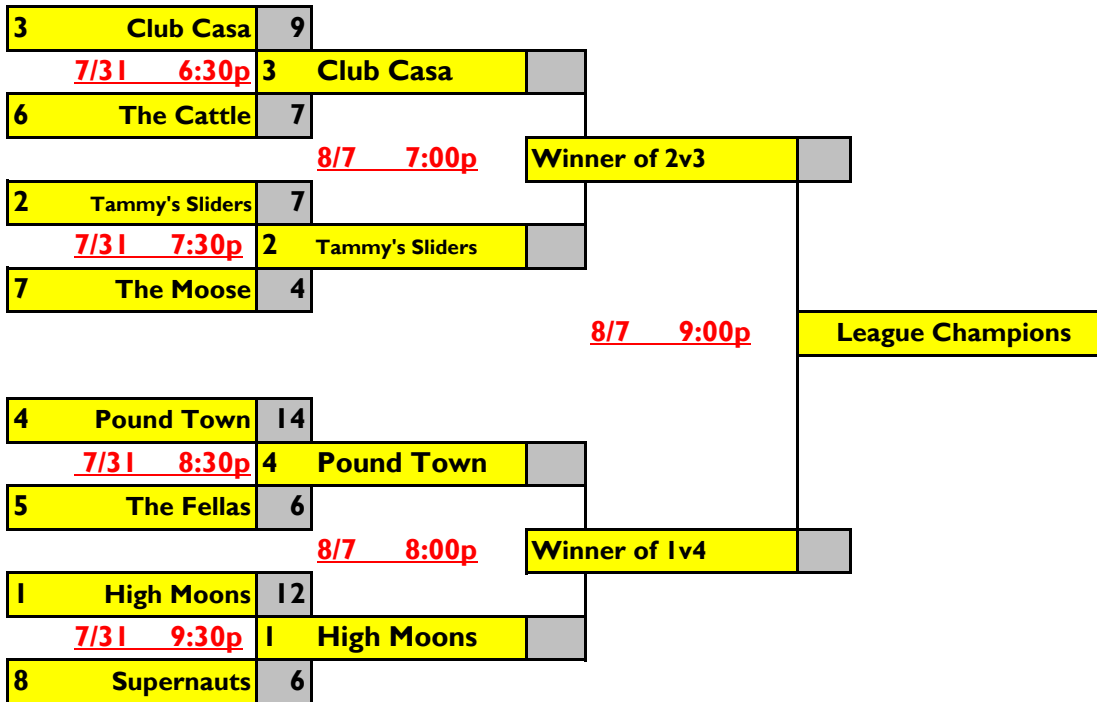 3 Club Casa 9
7/31 6:30p 3 Club Casa
6 The Cattle 7
8/7 7:00p Winner of 2v3
2 Tammy's Sliders 7
7/31 7:30p 2 Tammy's Sliders
7 The Moose 4
8/7 9:00p League Champions
4 Pound Town 14
7/31 8:30p 4 Pound Town
5 The Fellas 6
8/7 8:00p Winner of 1v4
1 High Moons 12
7/31 9:30p 1 High Moons
8 Supernauts 6